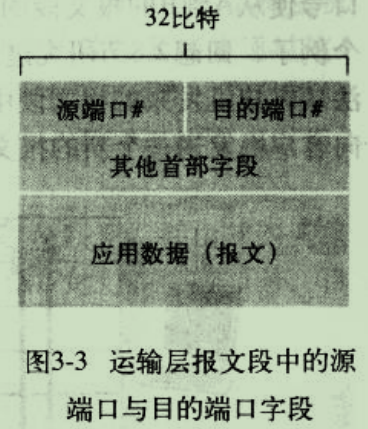 32比特
源端口# 目的端口#
其他首部字段
应用数据（报文）
图3-3 运输层报文段中的源
端口与目的端口字段